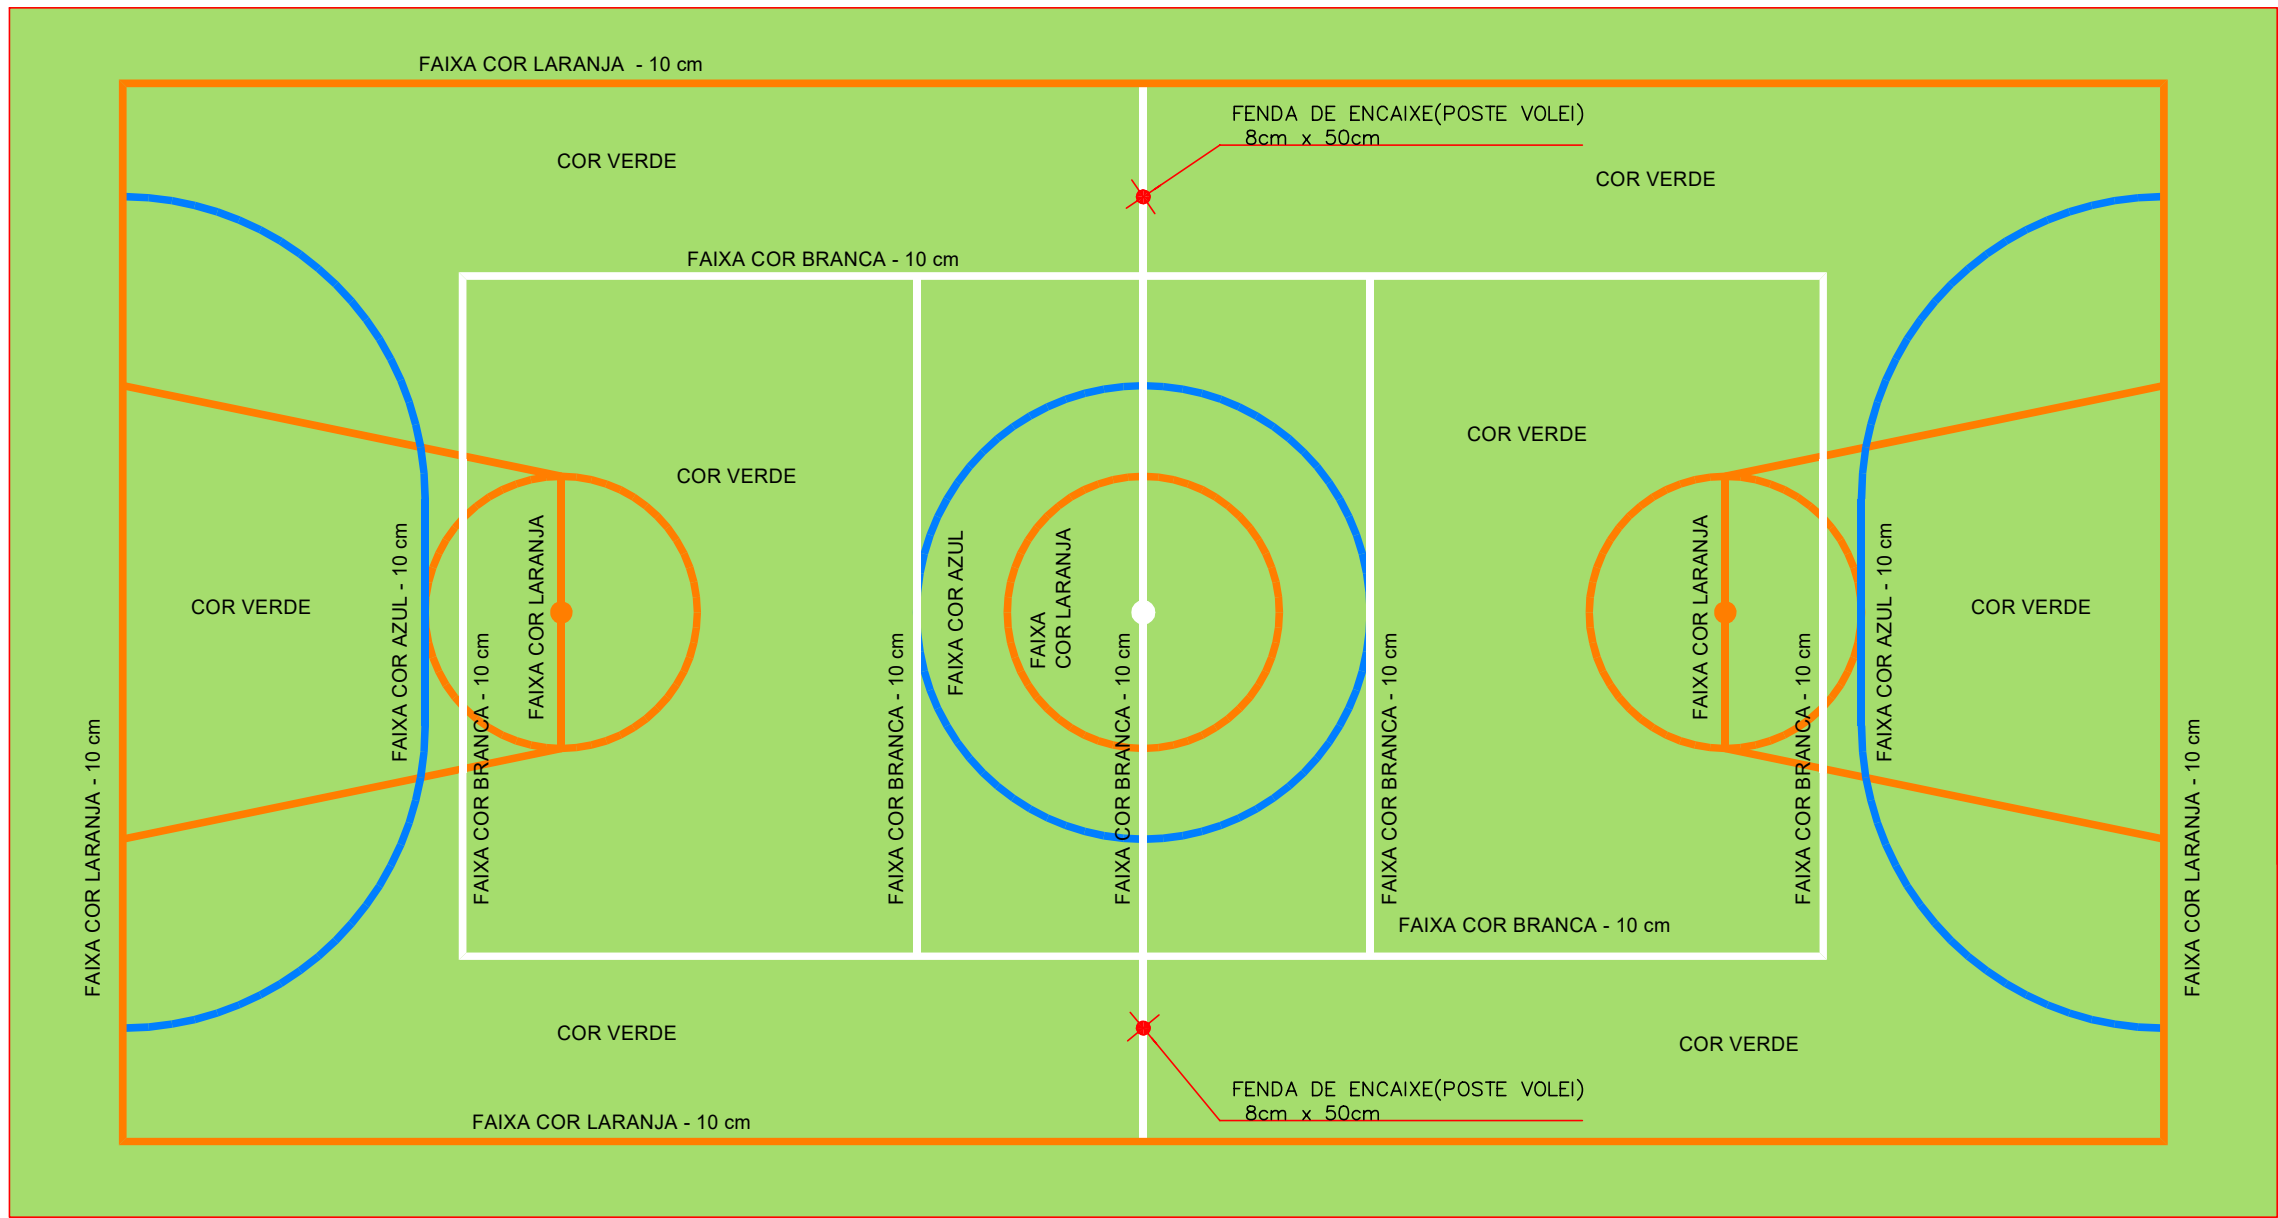 FAIXA COR LARANJA - 10 cm
FENDA DE ENCAIXE(POSTE VOLEI)
8cm x 50cm
COR VERDE
COR VERDE
FAIXA COR BRANCA - 10 cm
COR VERDE
COR VERDE
COR VERDE
FAIXA COR AZUL - 10 cm
FAIXA COR LARANJA
FAIXA COR AZUL
FAIXA
COR LARANJA
FAIXA COR LARANJA
FAIXA COR AZUL - 10 cm
COR VERDE
FAIXA COR LARANJA - 10 cm
FAIXA COR BRANCA - 10 cm
FAIXA COR BRANCA - 10 cm
FAIXA COR BRANCA - 10 cm
FAIXA COR BRANCA - 10 cm
FAIXA COR BRANCA - 10 cm
FAIXA COR LARANJA - 10 cm
FAIXA COR BRANCA - 10 cm
COR VERDE
COR VERDE
FENDA DE ENCAIXE(POSTE VOLEI)
8cm x 50cm
FAIXA COR LARANJA - 10 cm